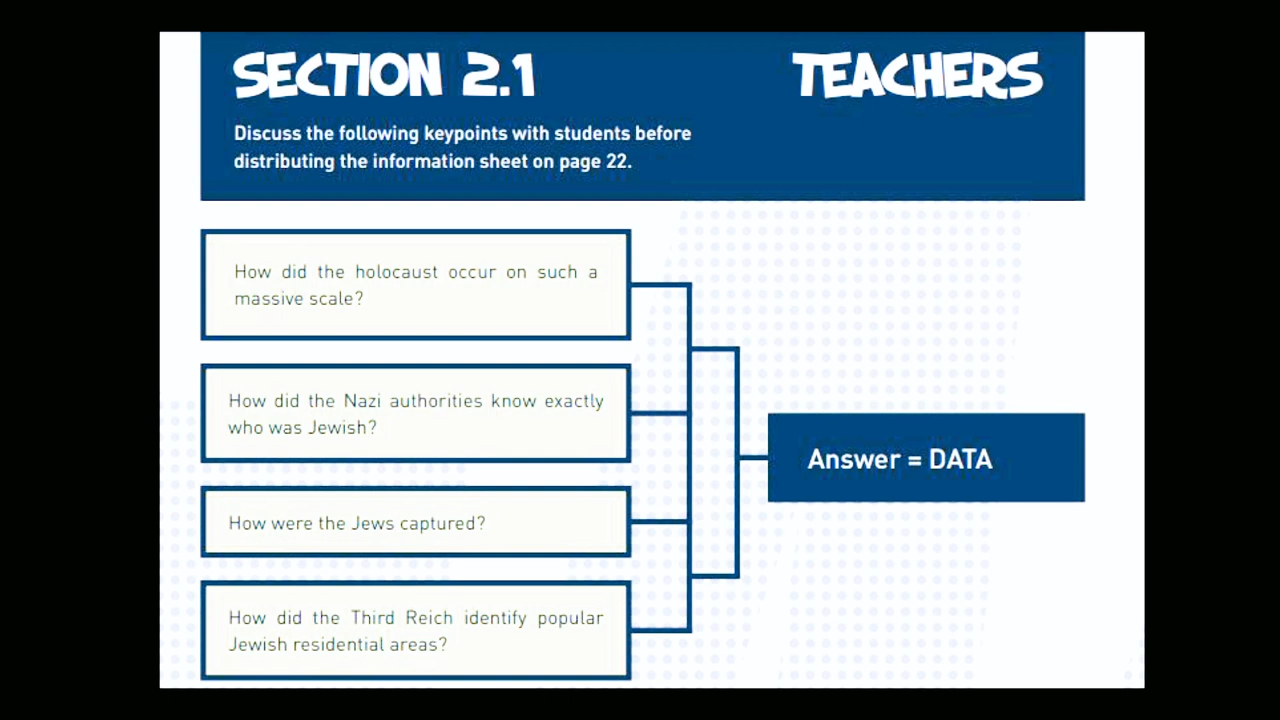 SECTION 2.1
TEACHERS
Discuss the following keypoints with students before
distributing the information sheet on page 22.
How did the holocaust occur on such a
massive scale?
How did the Nazi authorities know exactly
who was Jewish?
How were the Jews captured?
How did the Third Reich identify popular
Jewish residential areas?
Answer = DATA